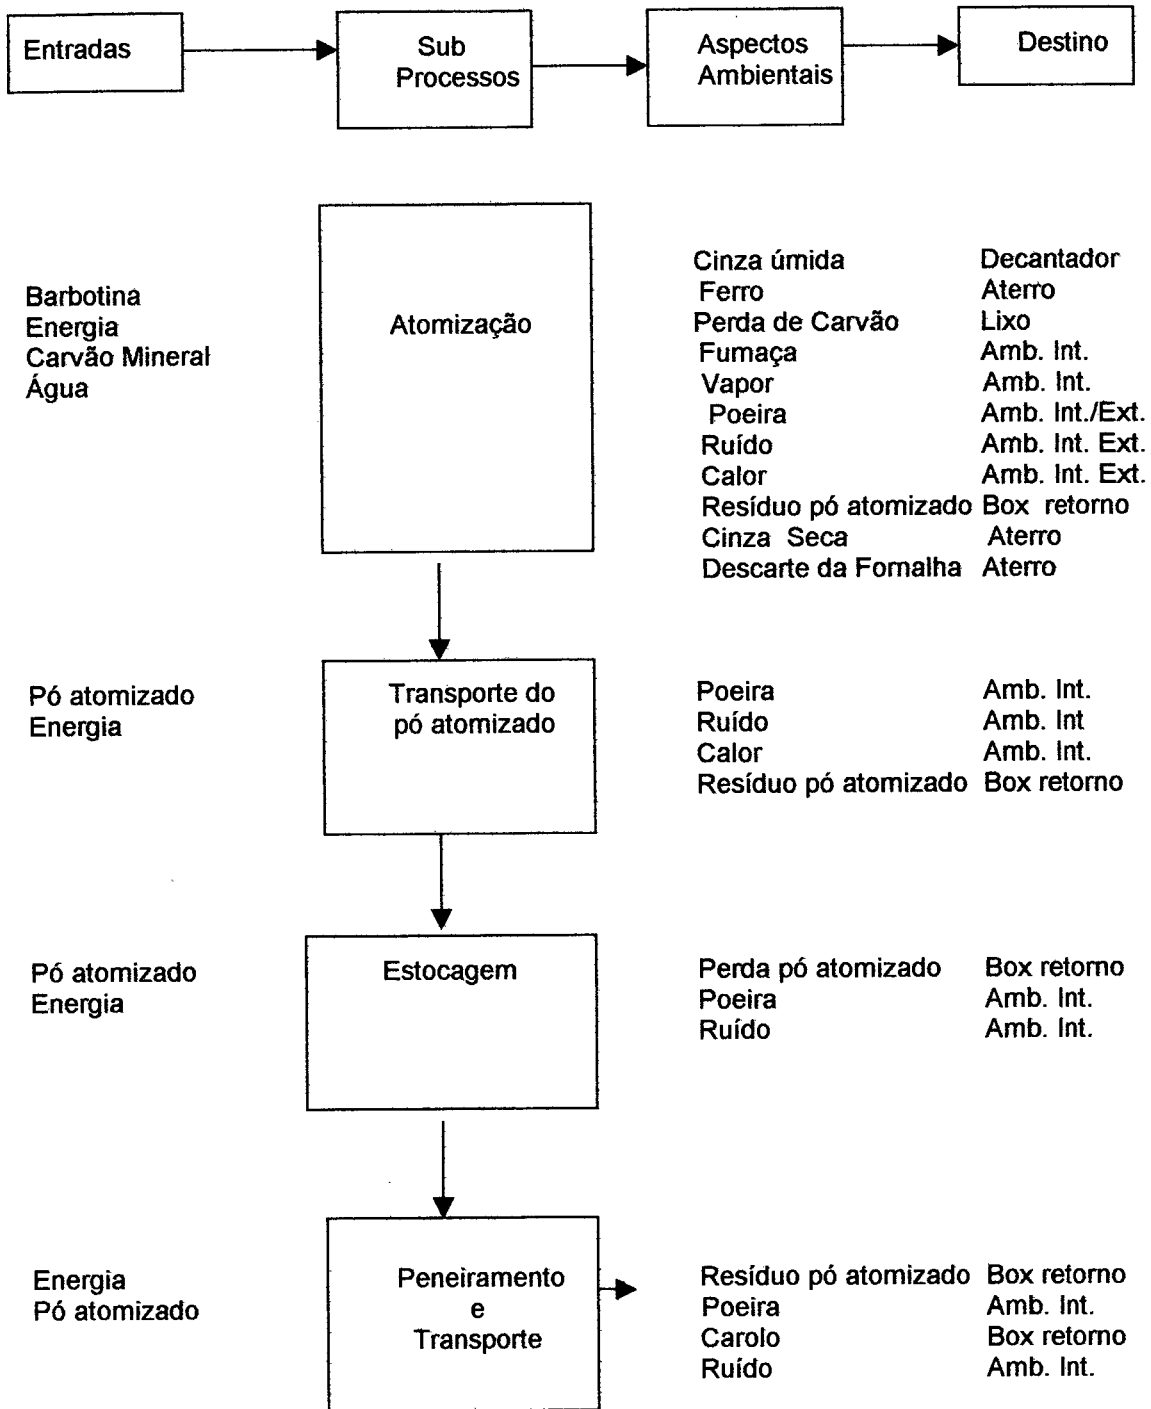 Entradas
Sub
Processos
Aspectos
Ambientais
Destino
Barbotina
Energia
Carvão Mineral
Água
Atomização
Cinza úmida Decantador
Ferro Aterro
Perda de Carvão Lixo
Fumaça Amb. Int.
Vapor Amb. Int.
Poeira Amb. Int./Ext.
Ruído Amb. Int. Ext.
Calor Amb. Int. Ext.
Resíduo pó atomizado Box retorno
Cinza Seca Aterro
Descarte da Fornalha Aterro
Pó atomizado
Energia
Transporte do
pó atomizado
Poeira Amb. Int.
Ruído Amb. Int
Calor Amb. Int.
Resíduo pó atomizado Box retorno
Pó atomizado
Energia
Estocagem
Perda pó atomizado Box retorno
Poeira Amb. Int.
Ruído Amb. Int.
Energia
Pó atomizado
Peneiramento
e
Transporte
Resíduo pó atomizado Box retorno
Poeira Amb. Int.
Carolo Box retorno
Ruído Amb. Int.